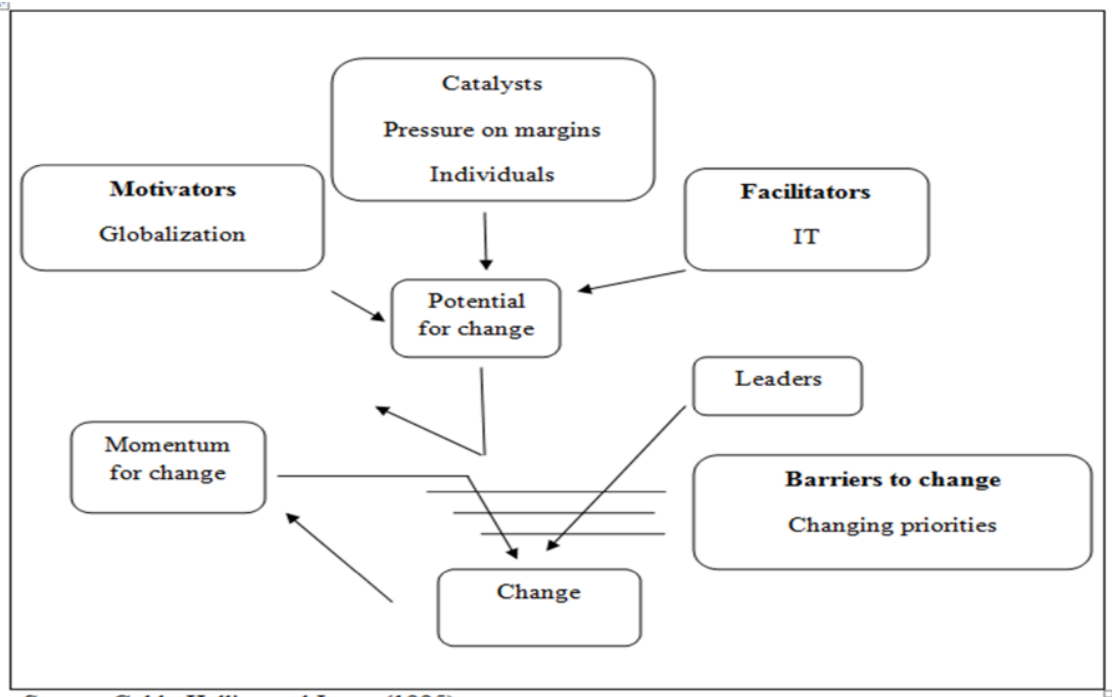 Catalysts
Pressure on margins
Individuals
Motivators
Globalization
Facilitators
IT
Potential
for change
Leaders
Momentum
for change
Barriers to change
Changing priorities
Change